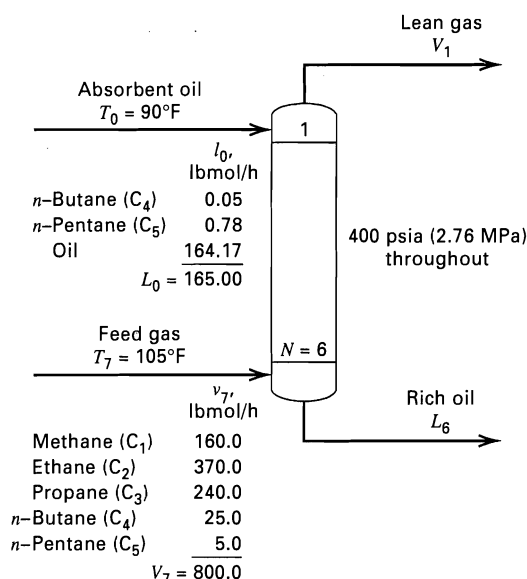 Lean gas
V₁
Absorbent oil
T₀ = 90°F
1
l₀,
lbmol/h
n–Butane (C₄) 0.05
n–Pentane (C₅) 0.78
Oil 164.17
L₀ = 165.00
400 psia (2.76 MPa)
throughout
Feed gas
T₇ = 105°F
N = 6
v₇,
lbmol/h
Rich oil
L₆
Methane (C₁) 160.0
Ethane (C₂) 370.0
Propane (C₃) 240.0
n–Butane (C₄) 25.0
n–Pentane (C₅) 5.0
V₇ = 800.0